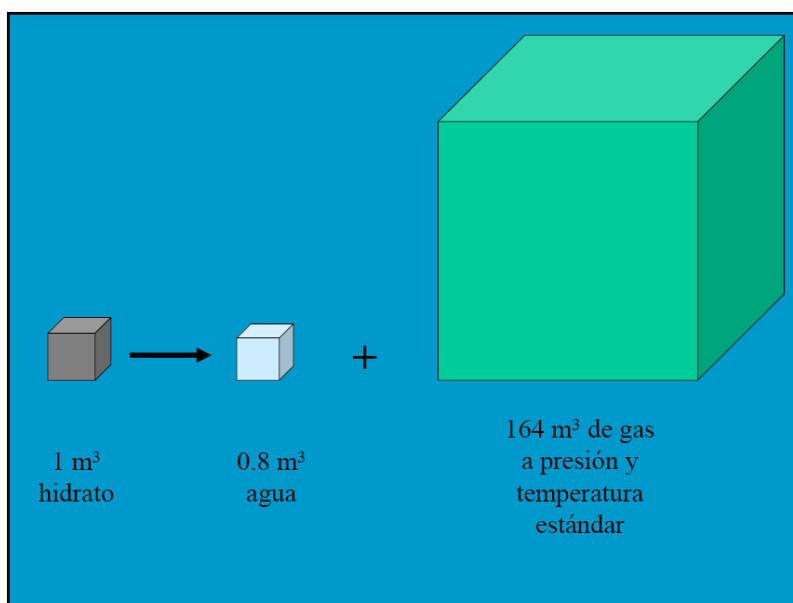 +
1 m³
hidrato
0.8 m³
agua
164 m³ de gas
a presión y
temperatura
estándar